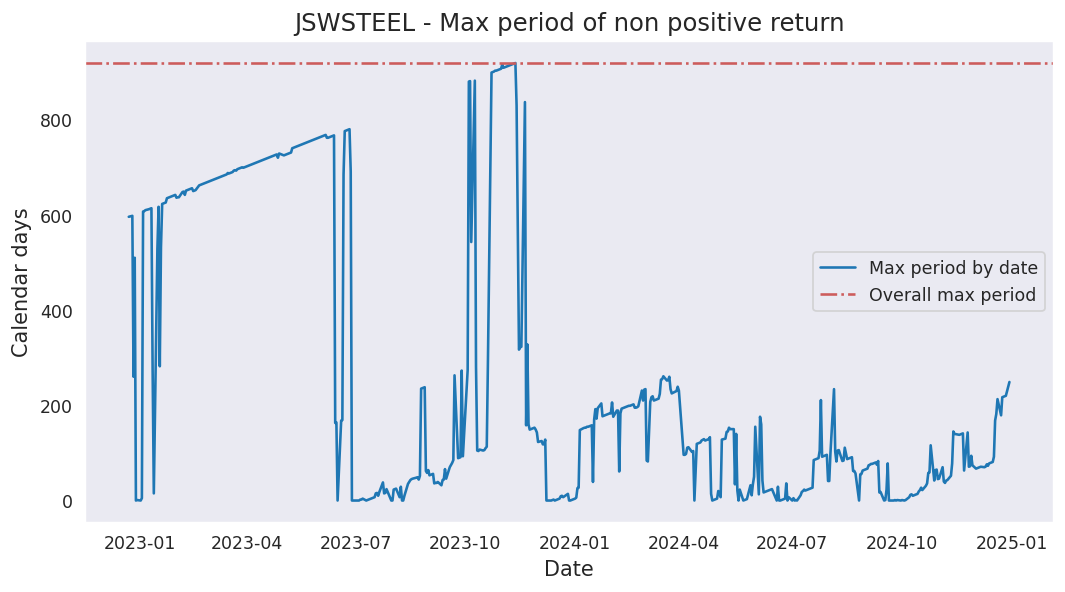 JSWSTEEL - Max period of non positive return
Calendar days
800
600
400
200
0
Max period by date
Overall max period
2023-01 2023-04 2023-07 2023-10 2024-01 2024-04 2024-07 2024-10 2025-01
Date